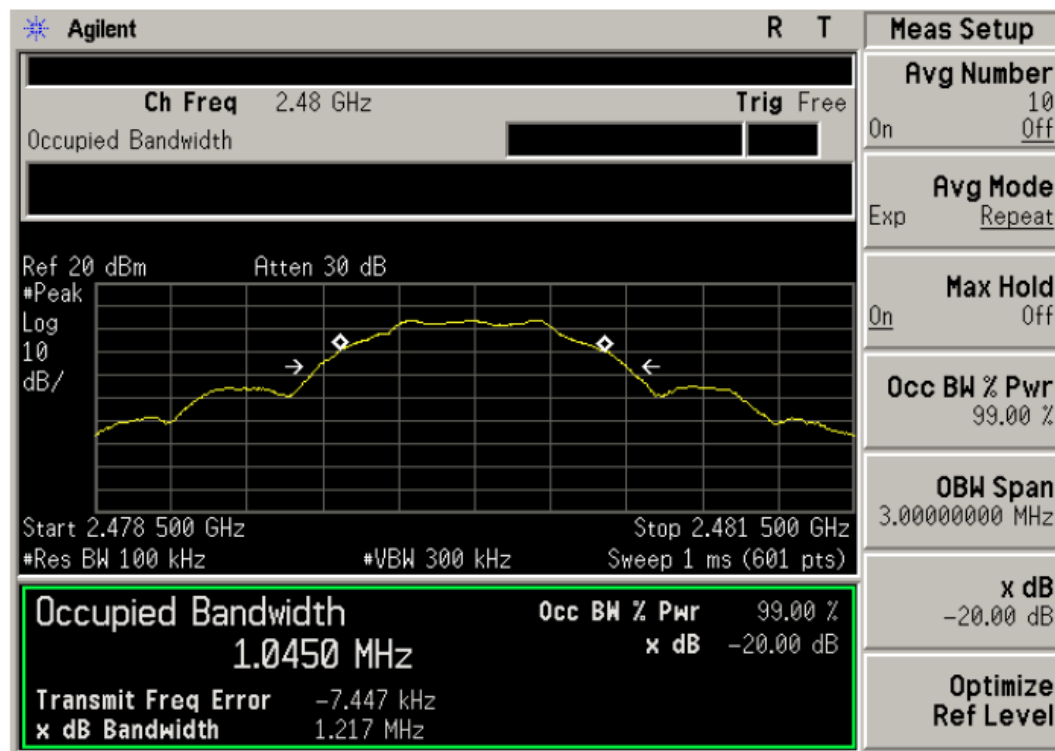 Agilent R T
Ch Freq 2.48 GHz Trig Free
Occupied Bandwidth
Ref 20 dBm Atten 30 dB
#Peak
Log
10
dB/
Start 2.478 500 GHz Stop 2.481 500 GHz
#Res BW 100 kHz #VBW 300 kHz Sweep 1 ms (601 pts)
Occupied Bandwidth Occ BW % Pwr 99.00 %
1.0450 MHz x dB -20.00 dB
Transmit Freq Error -7.447 kHz
x dB Bandwidth 1.217 MHz
Meas Setup
Avg Number
10
On Off
Avg Mode
Exp Repeat
Max Hold
On Off
Occ BW % Pwr
99.00 %
OBW Span
3.00000000 MHz
x dB
-20.00 dB
Optimize
Ref Level